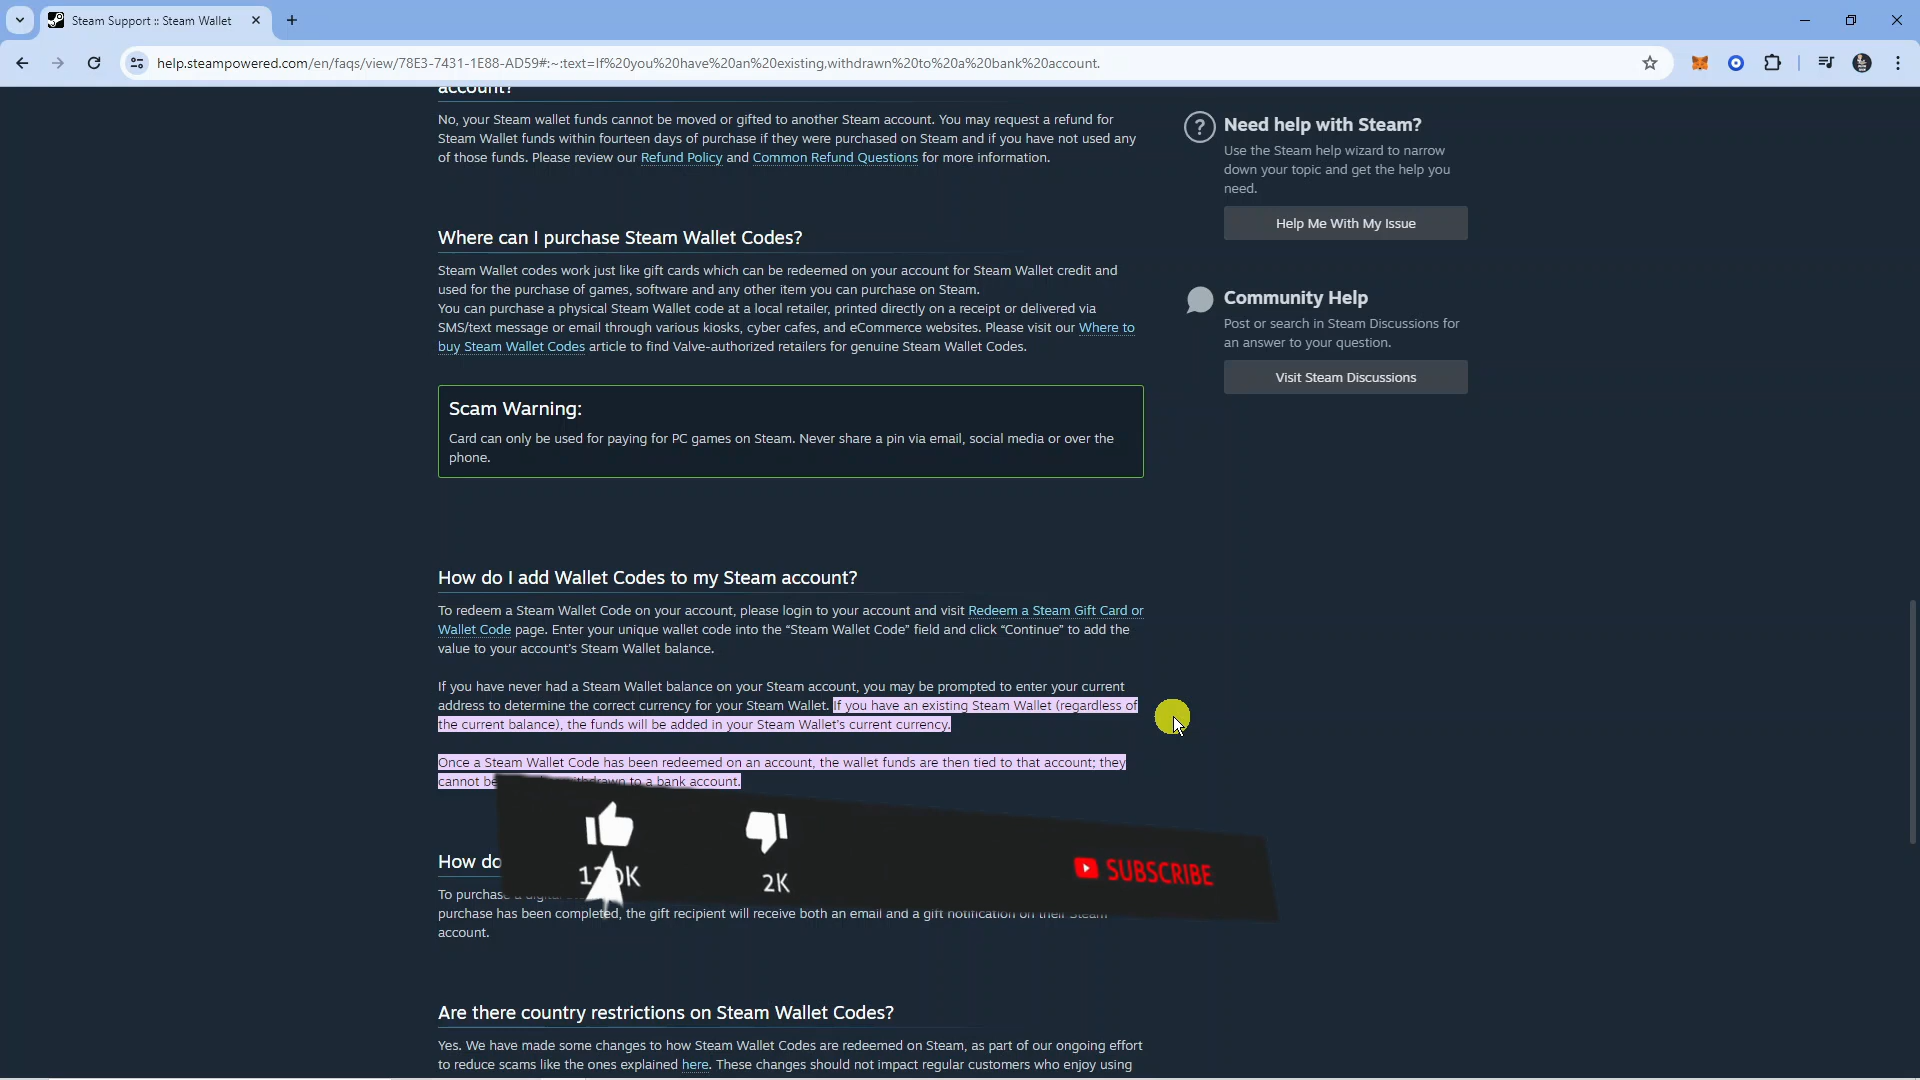 Steam Support :: Steam Wallet
help.steampowered.com/en/faqs/view/78E3-7431-1E88-AD59#:~:text=If%20you%20have%20an%20existing,withdrawn%20to%20a%20bank%20account.
account?
No, your Steam wallet funds cannot be moved or gifted to another Steam account. You may request a refund for
Steam Wallet funds within fourteen days of purchase if they were purchased on Steam and if you have not used any
of those funds. Please review our Refund Policy and Common Refund Questions for more information.
Where can I purchase Steam Wallet Codes?
Steam Wallet codes work just like gift cards which can be redeemed on your account for Steam Wallet credit and
used for the purchase of games, software and any other item you can purchase on Steam.
You can purchase a physical Steam Wallet code at a local retailer, printed directly on a receipt or delivered via
SMS/text message or email through various kiosks, cyber cafes, and eCommerce websites. Please visit our Where to
buy Steam Wallet Codes article to find Valve-authorized retailers for genuine Steam Wallet Codes.
Scam Warning:
Card can only be used for paying for PC games on Steam. Never share a pin via email, social media or over the
phone.
How do I add Wallet Codes to my Steam account?
To redeem a Steam Wallet Code on your account, please login to your account and visit Redeem a Steam Gift Card or
Wallet Code page. Enter your unique wallet code into the “Steam Wallet Code” field and click “Continue” to add the
value to your account's Steam Wallet balance.
If you have never had a Steam Wallet balance on your Steam account, you may be prompted to enter your current
address to determine the correct currency for your Steam Wallet. If you have an existing Steam Wallet (regardless of
the current balance), the funds will be added in your Steam Wallet's current currency.
Once a Steam Wallet Code has been redeemed on an account, the wallet funds are then tied to that account; they
cannot be withdrawn to a bank account.
2K
SUBSCRIBE
How do
To purchase a digital
purchase has been completed, the gift recipient will receive both an email and a gift notification on their Steam
account.
Are there country restrictions on Steam Wallet Codes?
Yes. We have made some changes to how Steam Wallet Codes are redeemed on Steam, as part of our ongoing effort
to reduce scams like the ones explained here. These changes should not impact regular customers who enjoy using
Need help with Steam?
Use the Steam help wizard to narrow
down your topic and get the help you
need.
Help Me With My Issue
Community Help
Post or search in Steam Discussions for
an answer to your question.
Visit Steam Discussions